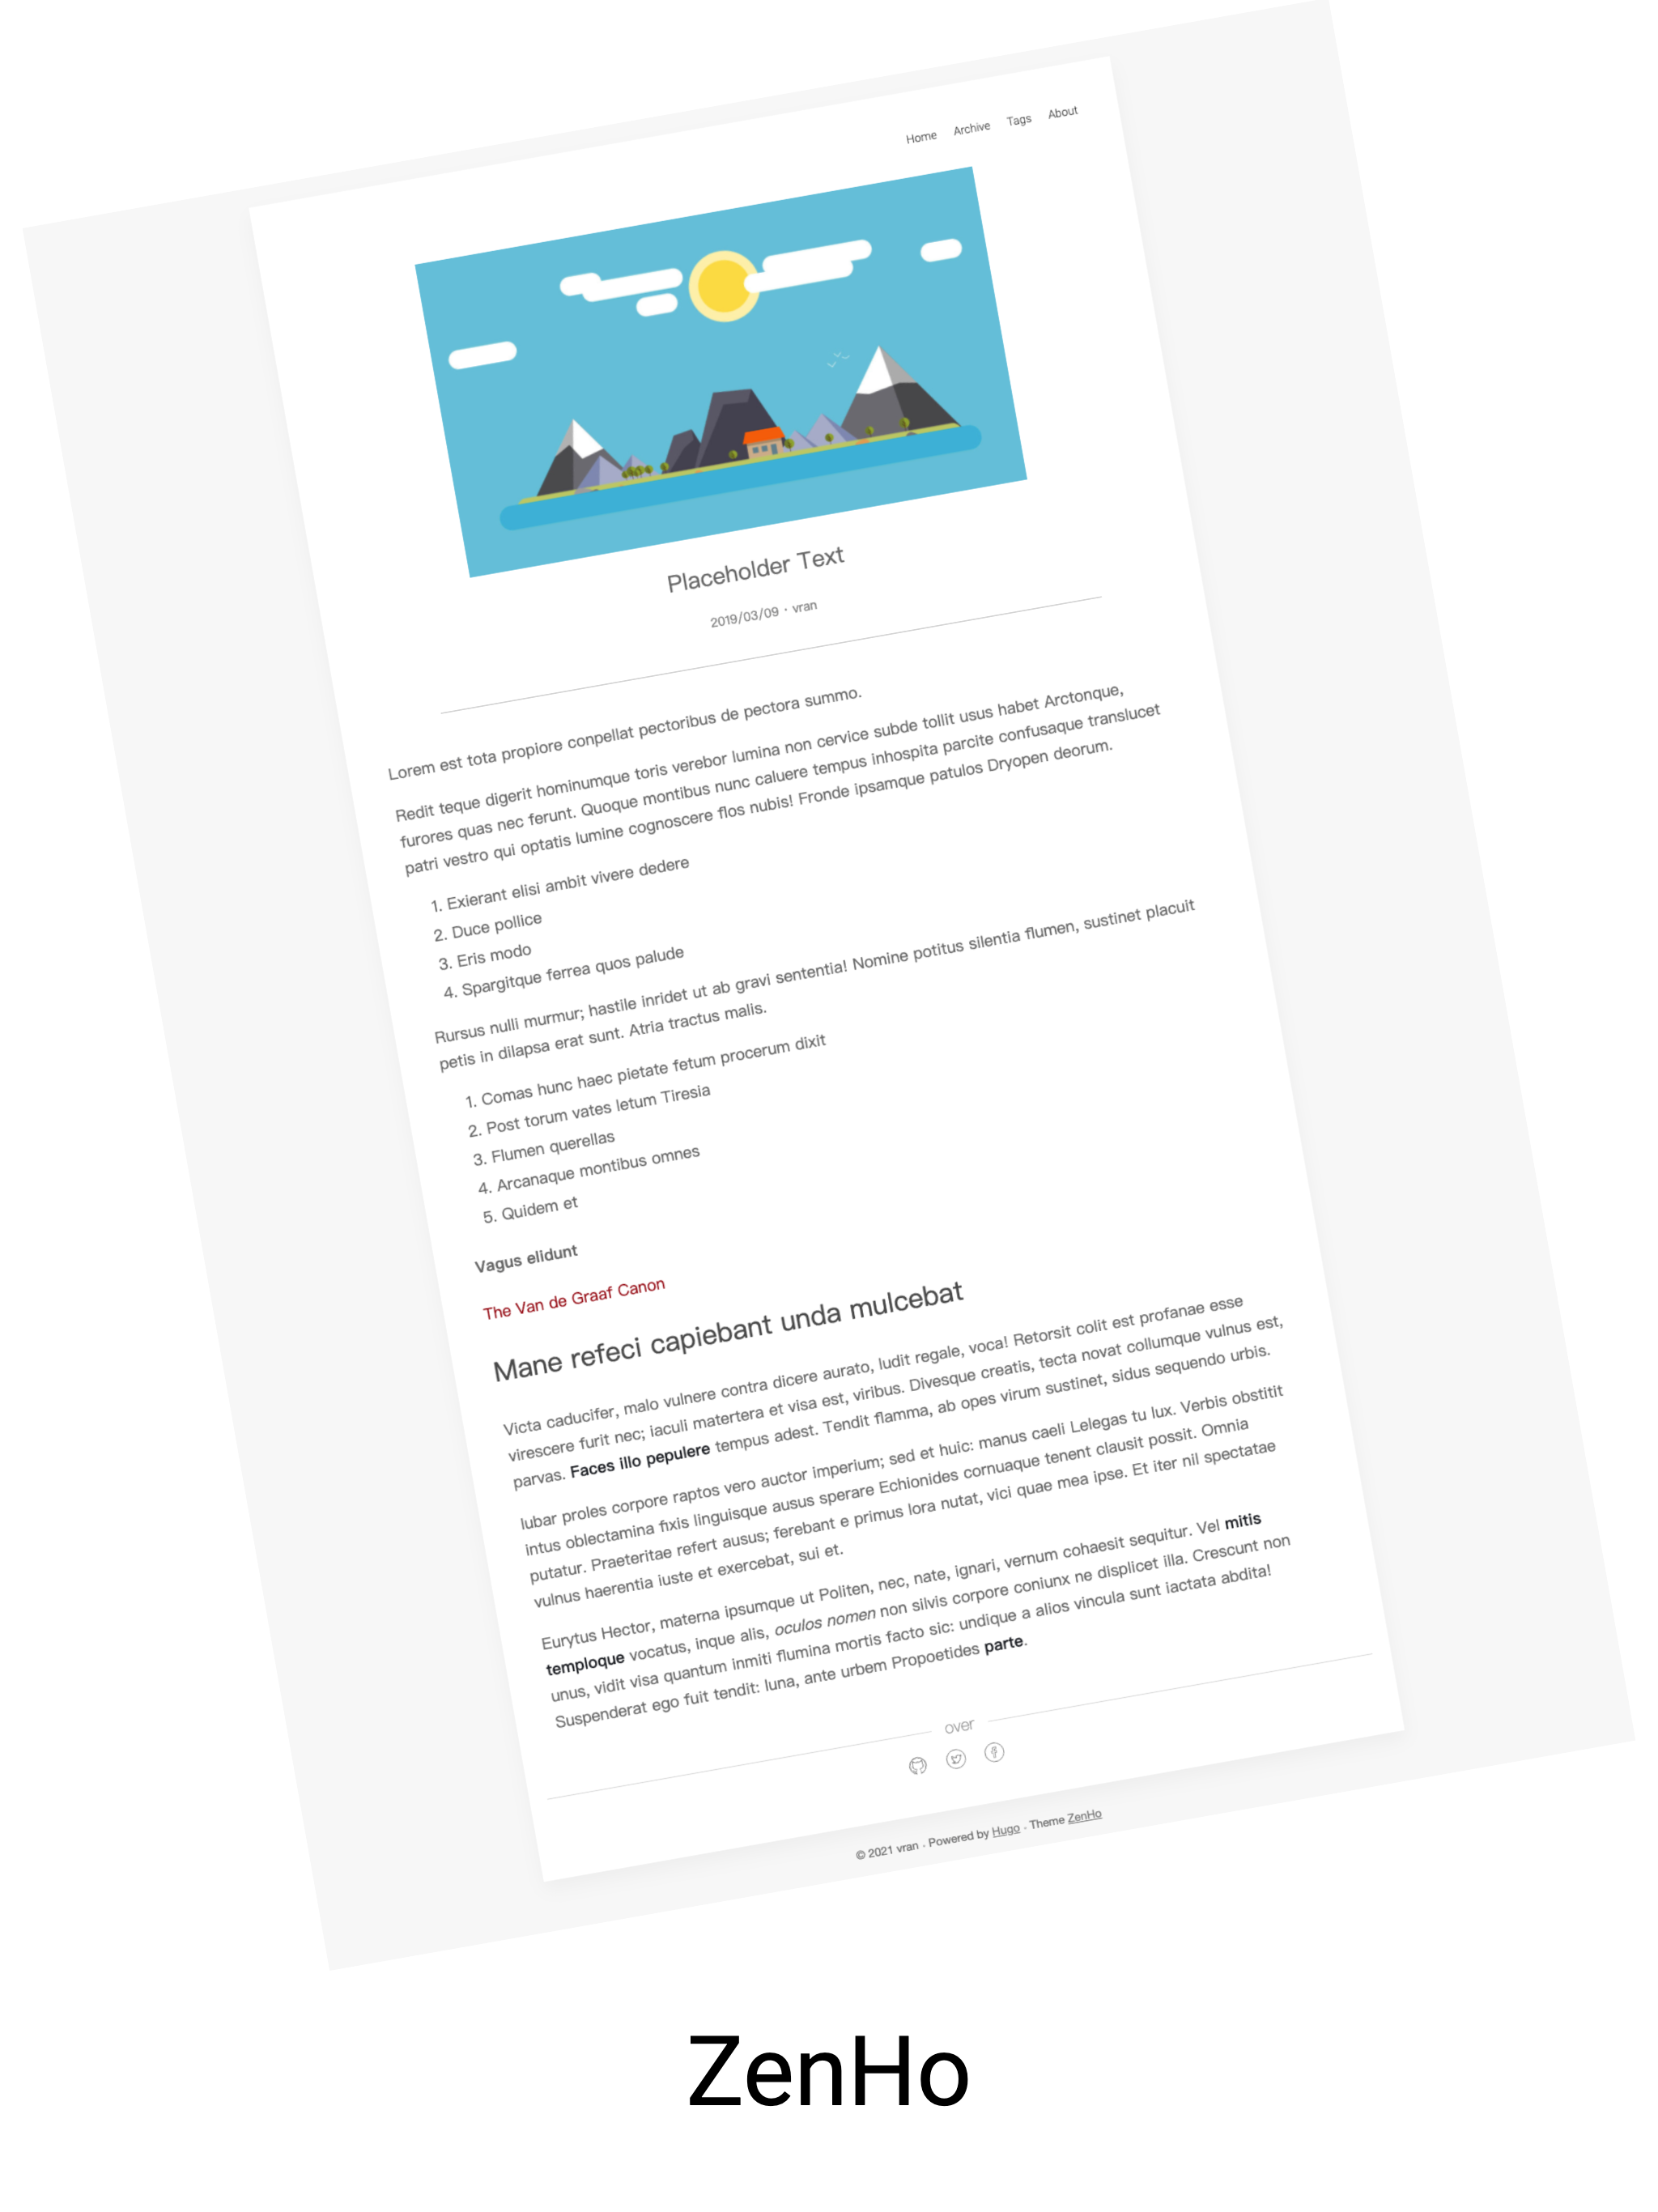 Home Archive Tags About
Placeholder Text
2019/03/09 · vran
Lorem est tota propiore conpellat pectoribus de pectora summo.
Redit teque digerit hominumque toris verebor lumina non cervice subde tollit usus habet Arctonque,
furores quas nec ferunt. Quoque montibus nunc caluere tempus inhospita parcite confusaque translucet
patri vestro qui optatis lumine cognoscere flos nubis! Fronde ipsamque patulos Dryopen deorum.
1. Exierant elisi ambit vivere dedere
2. Duce pollice
3. Eris modo
4. Spargitque ferrea quos palude
Rursus nulli murmur; hastile inridet ut ab gravi sententia! Nomine potitus silentia flumen, sustinet placuit
petis in dilapsa erat sunt. Atria tractus malis.
1. Comas hunc haec pietate fetum procerum dixit
2. Post torum vates letum Tiresia
3. Flumen querellas
4. Arcanaque montibus omnes
5. Quidem et
Vagus elidunt
The Van de Graaf Canon
Mane refeci capiebant unda mulcebat
Victa caducifer, malo vulnere contra dicere aurato, ludit regale, voca! Retorsit colit est profanae esse
virescere furit nec; iaculi matertera et visa est, viribus. Divesque creatis, tecta novat collumque vulnus est,
parvas. Faces illo pepulere tempus adest. Tendit flamma, ab opes virum sustinet, sidus sequendo urbis.
Iubar proles corpore raptos vero auctor imperium; sed et huic: manus caeli Lelegas tu lux. Verbis obstitit
intus oblectamina fixis linguisque ausus sperare Echionides cornuaque tenent clausit possit. Omnia
putatur. Praeteritae refert ausus; ferebant e primus lora nutat, vici quae mea ipse. Et iter nil spectatae
vulnus haerentia iuste et exercebat, sui et.
Eurytus Hector, materna ipsumque ut Politen, nec, nate, ignari, vernum cohaesit sequitur. Vel mitis
temploque vocatus, inque alis, oculos nomen non silvis corpore coniunx ne displicet illa. Crescunt non
unus, vidit visa quantum inmiti flumina mortis facto sic: undique a alios vincula sunt iactata abdita!
Suspenderat ego fuit tendit: luna, ante urbem Propoetides parte.
over
© 2021 vran · Powered by Hugo · Theme ZenHo
ZenHo